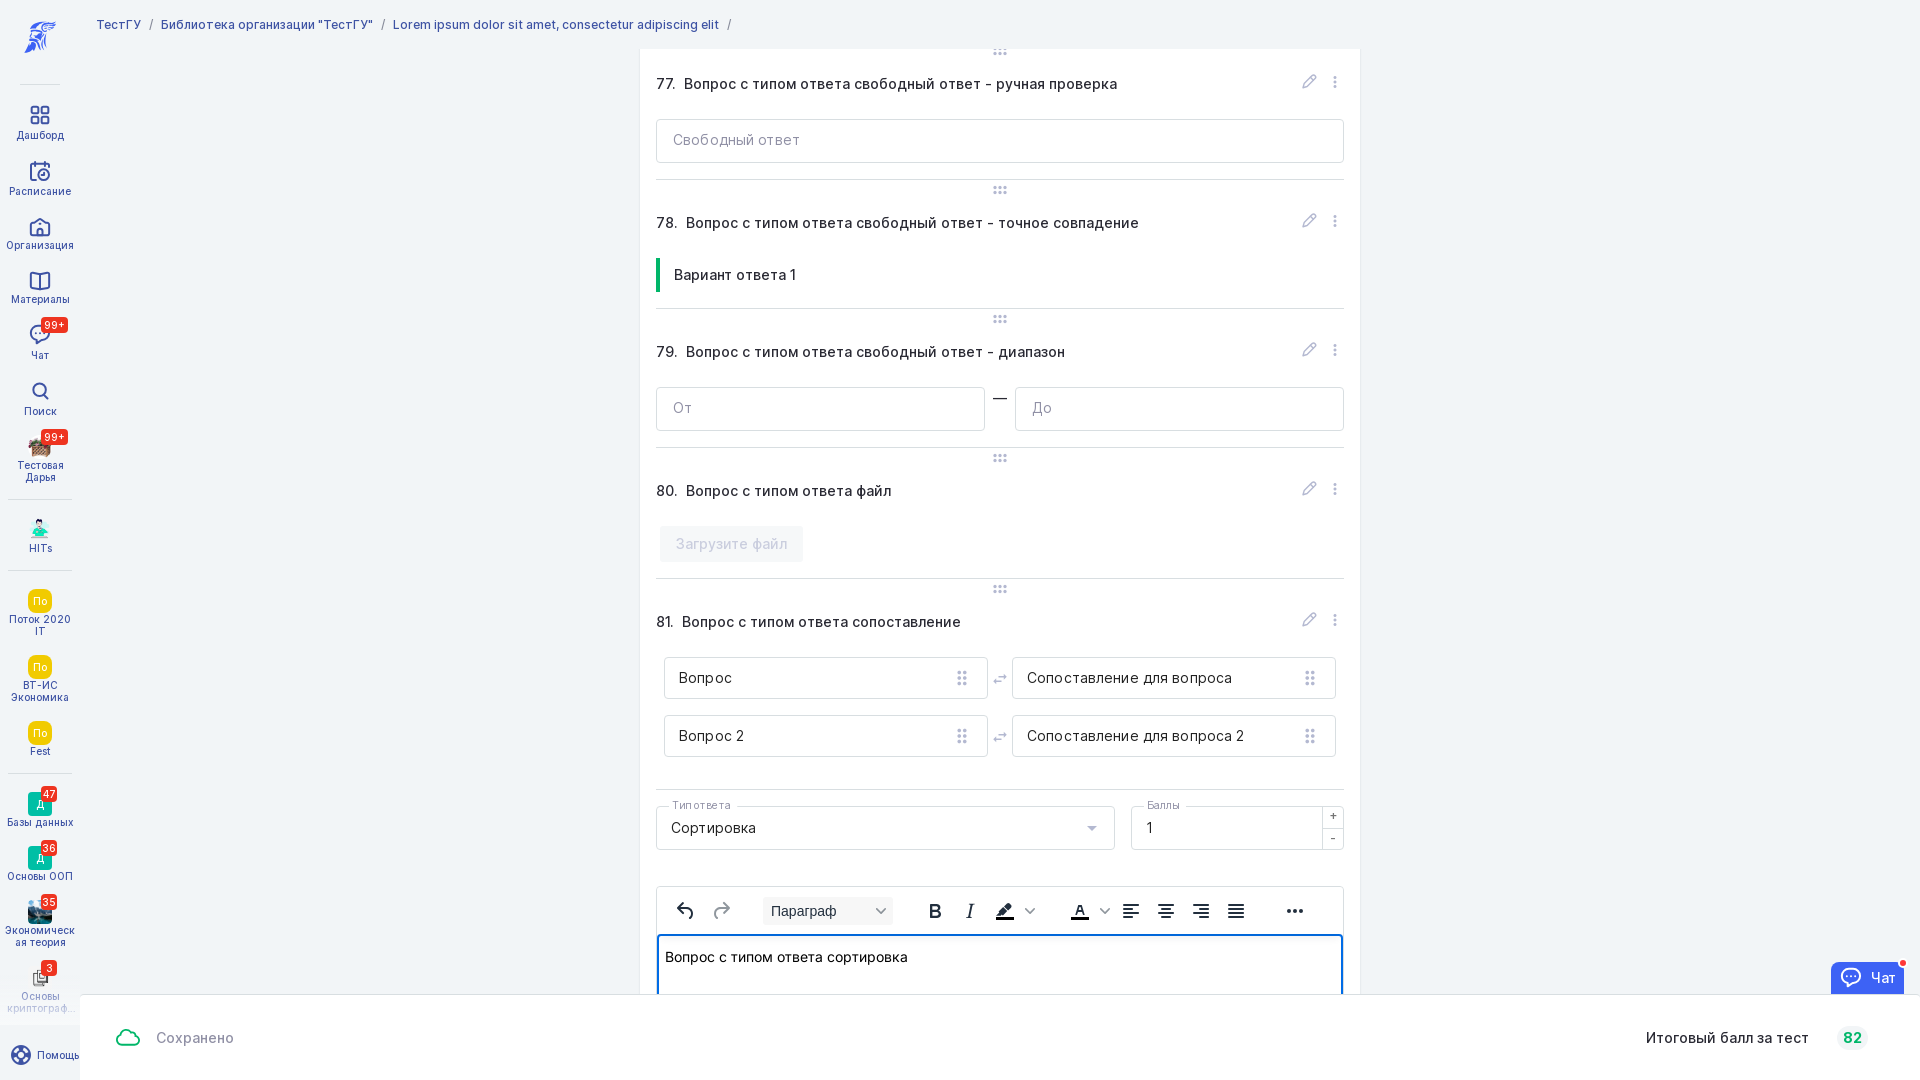 ТестГУ / Библиотека организации "ТестГУ" / Lorem ipsum dolor sit amet, consectetur adipiscing elit /
Дашборд
Расписание
Организация
Материалы
99+
Чат
Поиск
99+
Тестовая
Дарья
HITs
По
Поток 2020
IT
По
ВТ-ИС
Экономика
По
Fest
47
Д
Базы данных
36
Д
Основы ООП
35
Экономическ
ая теория
3
Основы
криптограф...
Помощь
77. Вопрос с типом ответа свободный ответ - ручная проверка
Свободный ответ
78. Вопрос с типом ответа свободный ответ - точное совпадение
Вариант ответа 1
79. Вопрос с типом ответа свободный ответ - диапазон
От — До
80. Вопрос с типом ответа файл
Загрузите файл
81. Вопрос с типом ответа сопоставление
Вопрос Сопоставление для вопроса
Вопрос 2 Сопоставление для вопроса 2
Тип ответа Баллы
Сортировка 1 + -
Параграф B I A
Вопрос с типом ответа сортировка
Чат
Сохранено Итоговый балл за тест 82